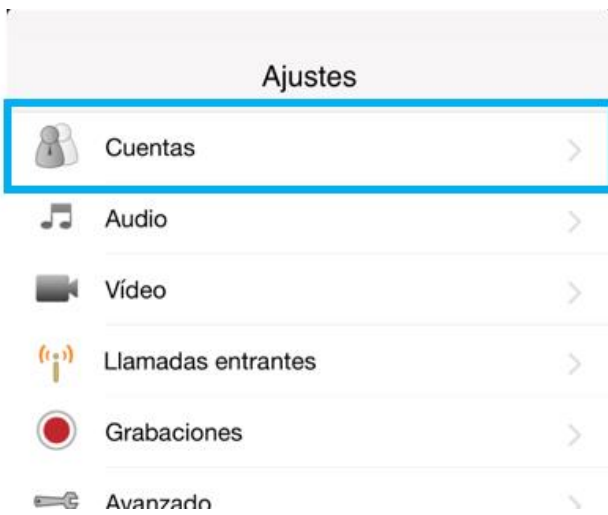 Ajustes
Cuentas
Audio
Vídeo
Llamadas entrantes
Grabaciones
Avanzado